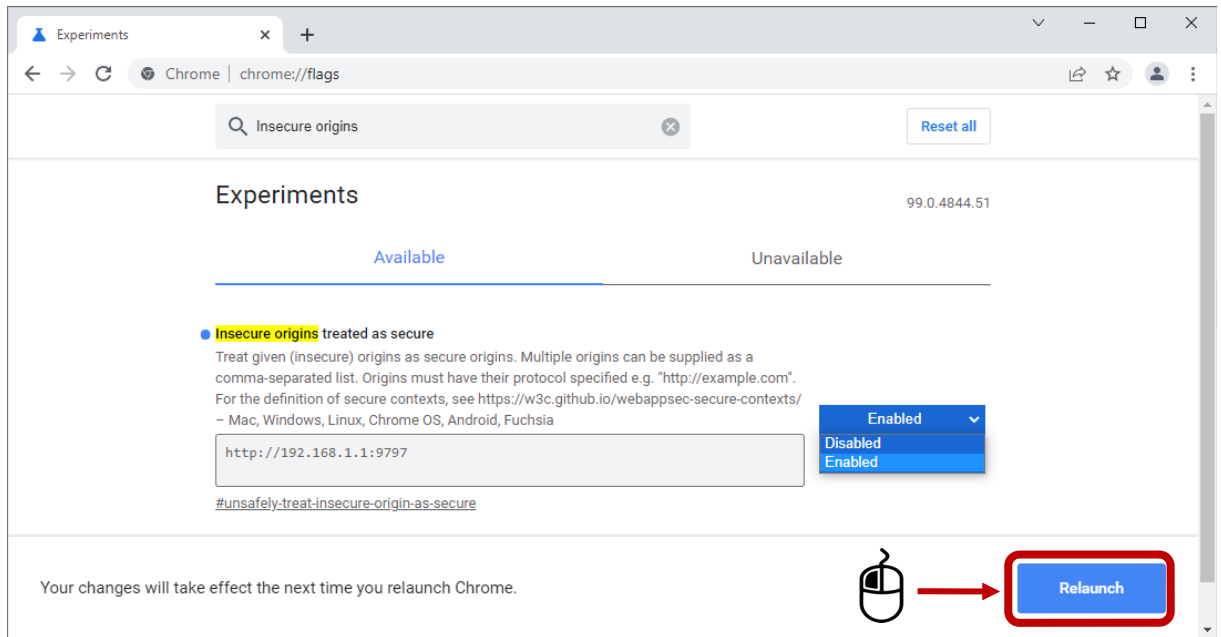 Experiments
Chrome | chrome://flags
Insecure origins
Reset all
Experiments
99.0.4844.51
Available
Unavailable
Insecure origins treated as secure
Treat given (insecure) origins as secure origins. Multiple origins can be supplied as a
comma-separated list. Origins must have their protocol specified e.g. "http://example.com".
For the definition of secure contexts, see https://w3c.github.io/webappsec-secure-contexts/
– Mac, Windows, Linux, Chrome OS, Android, Fuchsia
Enabled
Disabled
Enabled
http://192.168.1.1:9797
#unsafely-treat-insecure-origin-as-secure
Your changes will take effect the next time you relaunch Chrome.
Relaunch